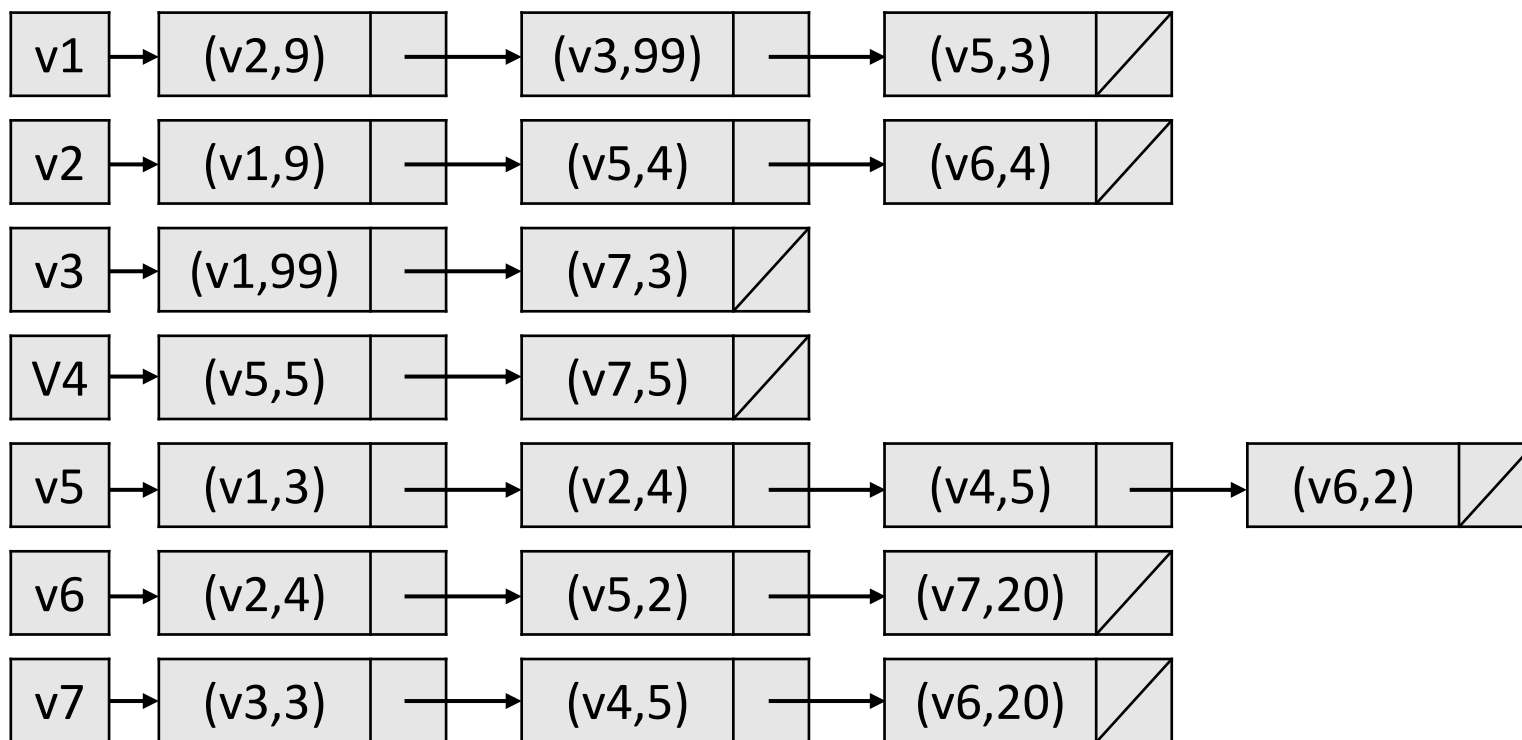 v1 (v2,9) (v3,99) (v5,3)
v2 (v1,9) (v5,4) (v6,4)
v3 (v1,99) (v7,3)
V4 (v5,5) (v7,5)
v5 (v1,3) (v2,4) (v4,5) (v6,2)
v6 (v2,4) (v5,2) (v7,20)
v7 (v3,3) (v4,5) (v6,20)